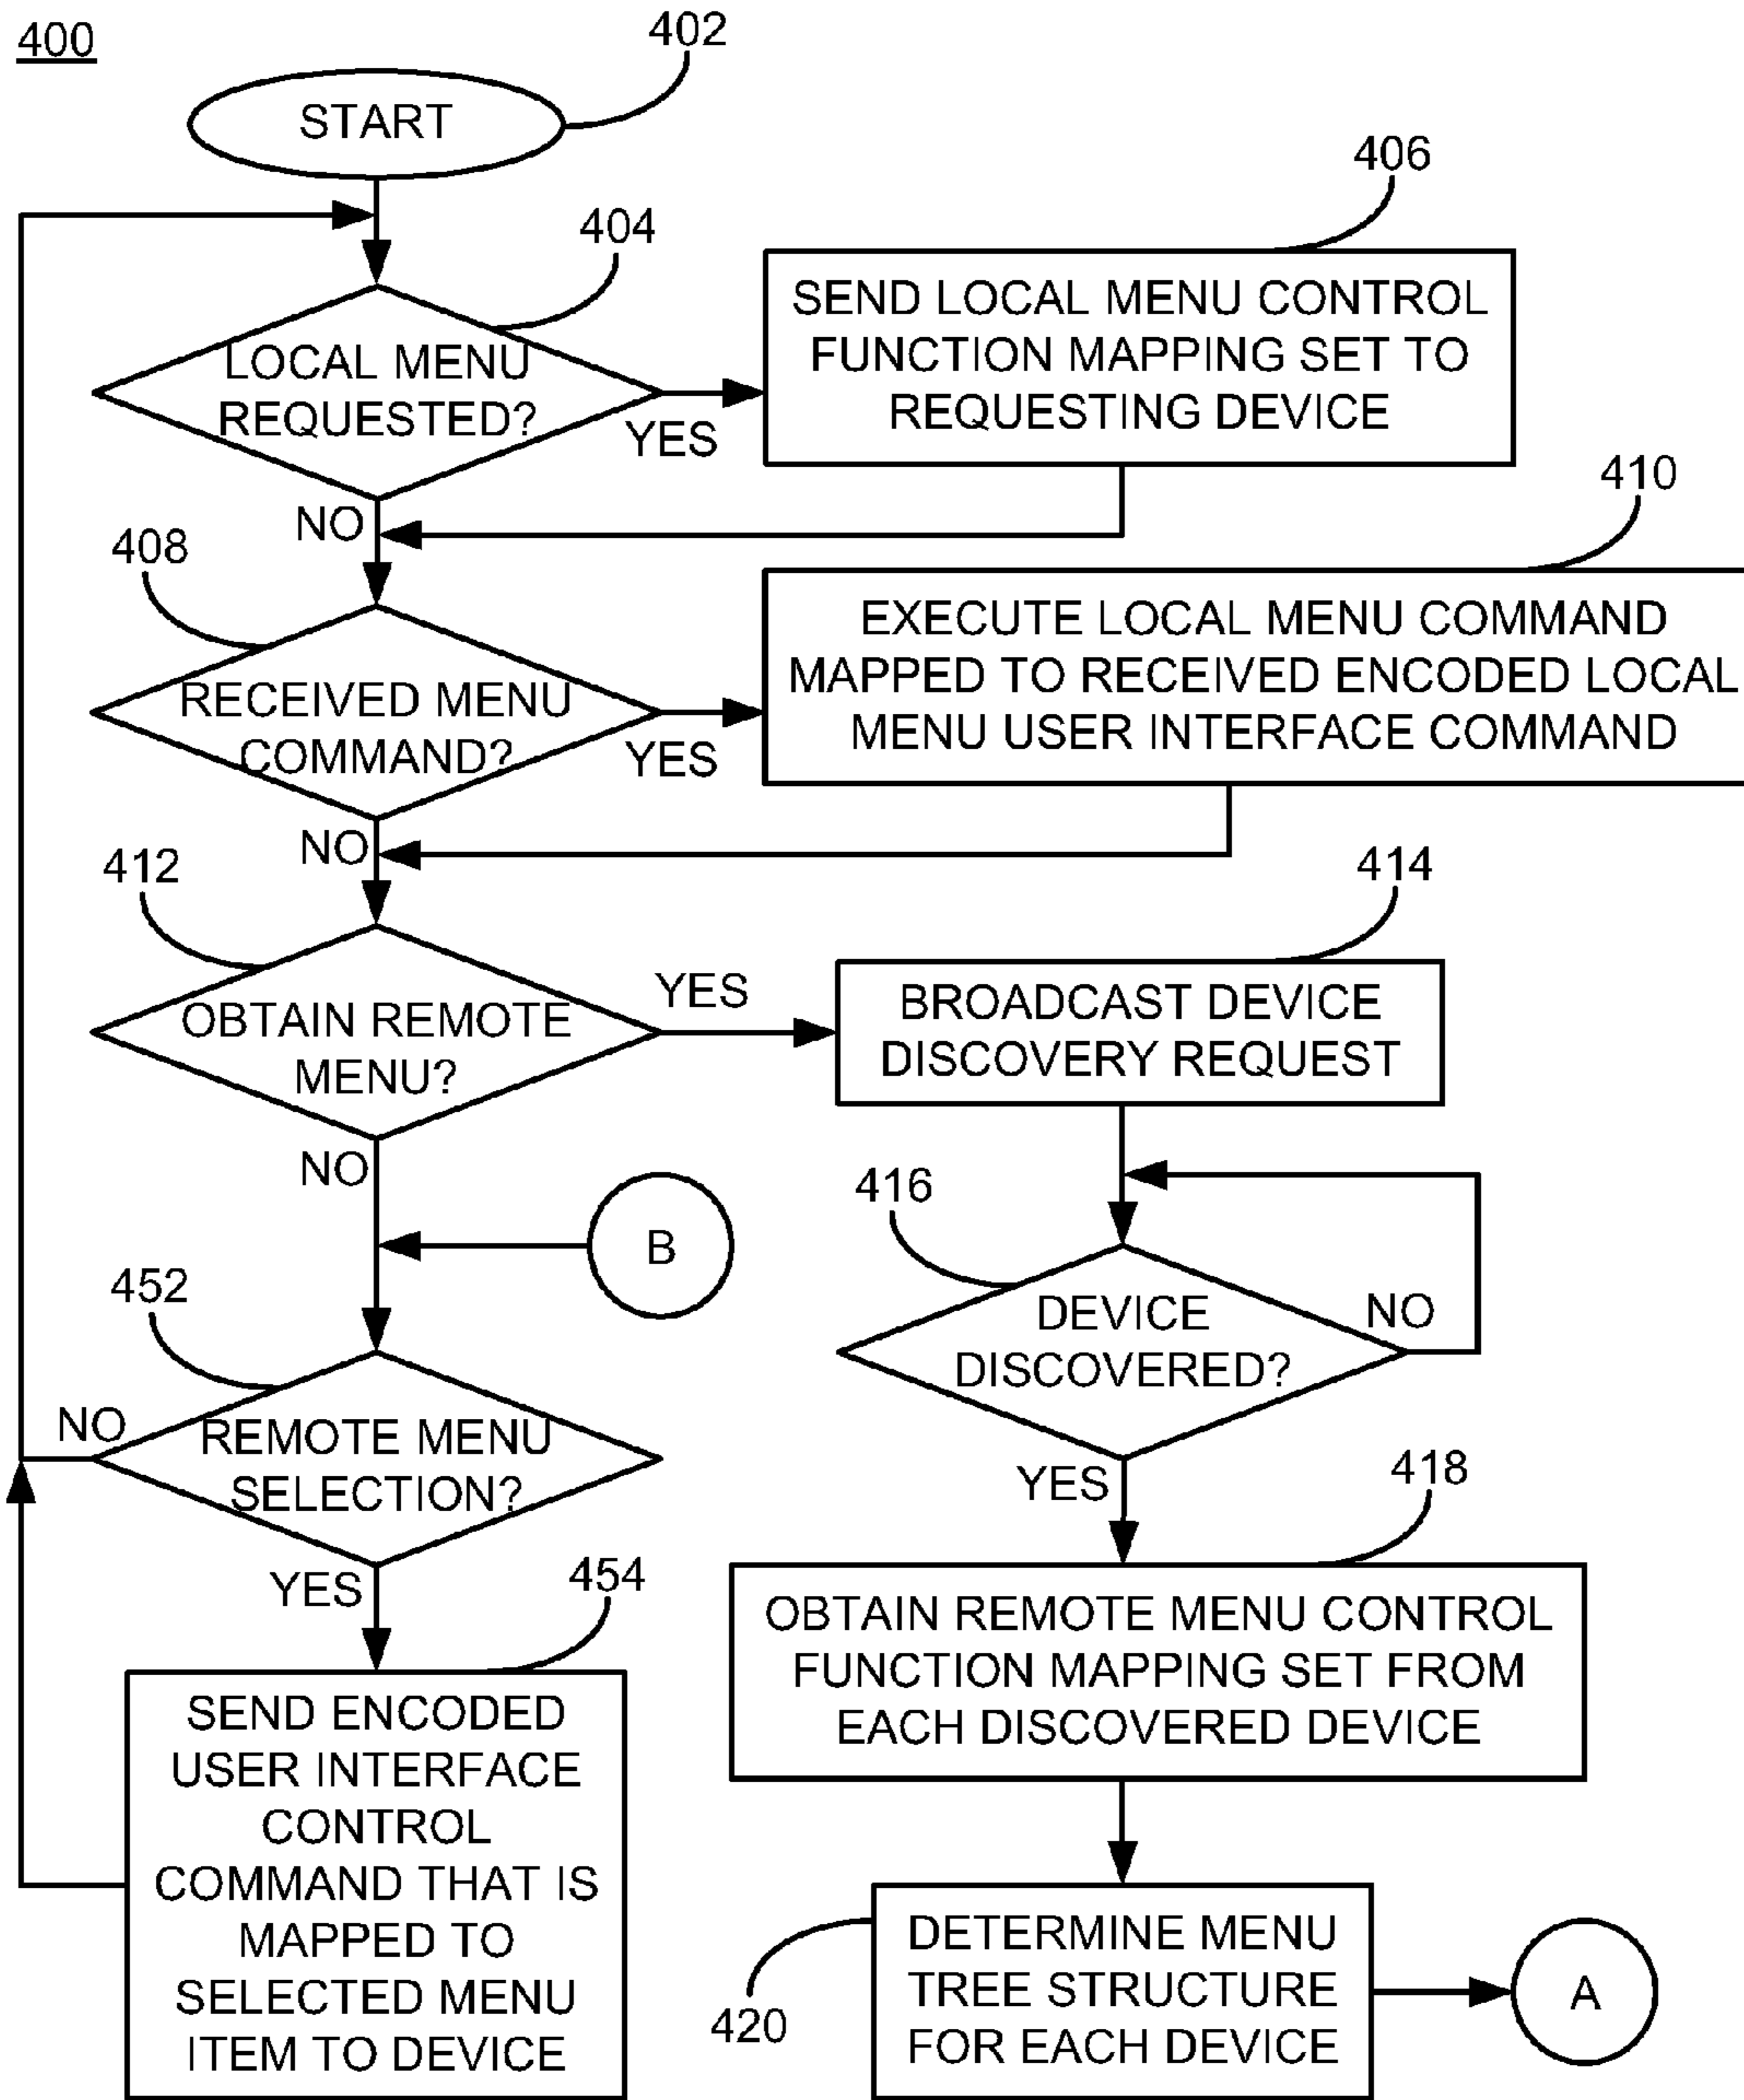 400
402
START
406
404
SEND LOCAL MENU CONTROL
FUNCTION MAPPING SET TO
REQUESTING DEVICE
LOCAL MENU
REQUESTED?
YES
NO
410
408
EXECUTE LOCAL MENU COMMAND
MAPPED TO RECEIVED ENCODED LOCAL
MENU USER INTERFACE COMMAND
RECEIVED MENU
COMMAND?
YES
NO
412
414
OBTAIN REMOTE
MENU?
YES
BROADCAST DEVICE
DISCOVERY REQUEST
NO
416
B
DEVICE
DISCOVERED?
NO
YES
452
REMOTE MENU
SELECTION?
NO
YES
418
OBTAIN REMOTE MENU CONTROL
FUNCTION MAPPING SET FROM
EACH DISCOVERED DEVICE
454
SEND ENCODED
USER INTERFACE
CONTROL
COMMAND THAT IS
MAPPED TO
SELECTED MENU
ITEM TO DEVICE
420
DETERMINE MENU
TREE STRUCTURE
FOR EACH DEVICE
A